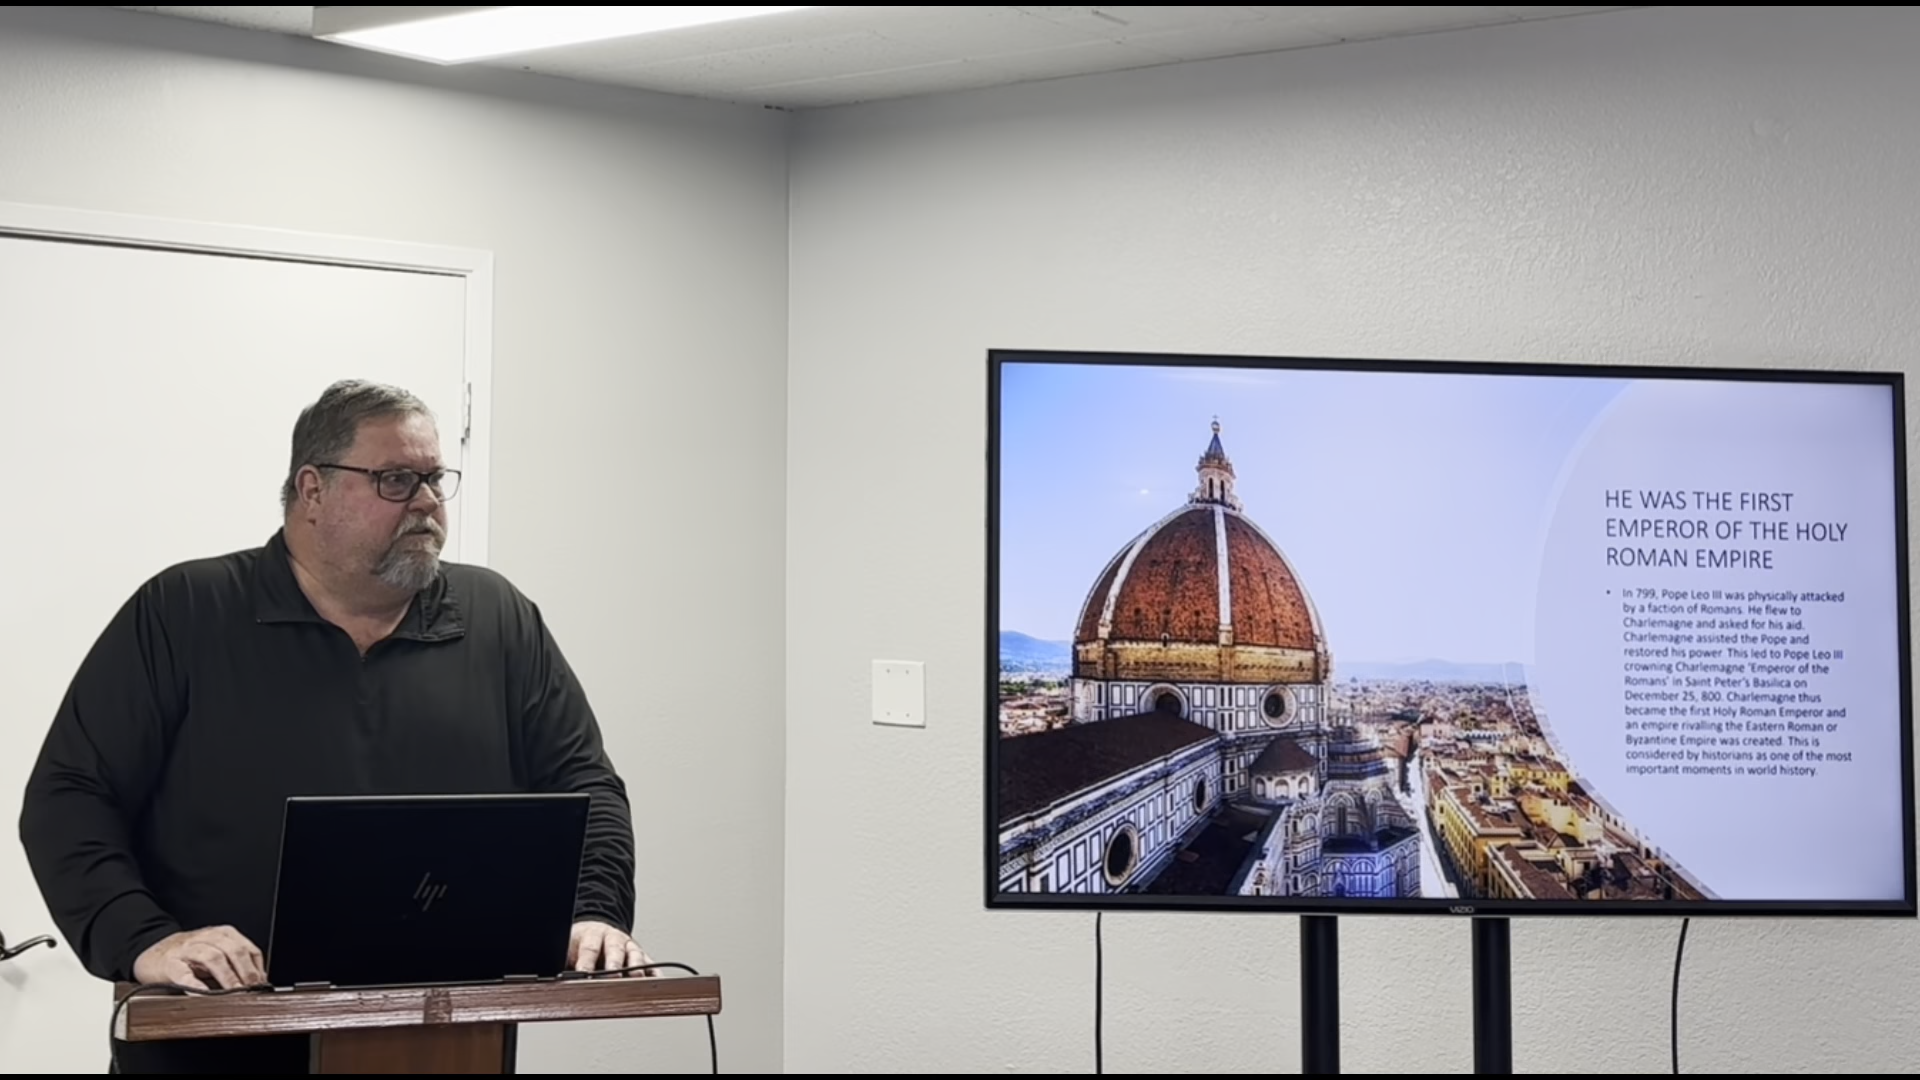 HE WAS THE FIRST
EMPEROR OF THE HOLY
ROMAN EMPIRE
• In 799, Pope Leo III was physically attacked
by a faction of Romans. He flew to
Charlemagne and asked for his aid.
Charlemagne assisted the Pope and
restored his power. This led to Pope Leo III
crowning Charlemagne 'Emperor of the
Romans' in Saint Peter's Basilica on
December 25, 800. Charlemagne thus
became the first Holy Roman Emperor and
an empire rivalling the Eastern Roman or
Byzantine Empire was created. This is
considered by historians as one of the most
important moments in world history.
VIZIO
hp